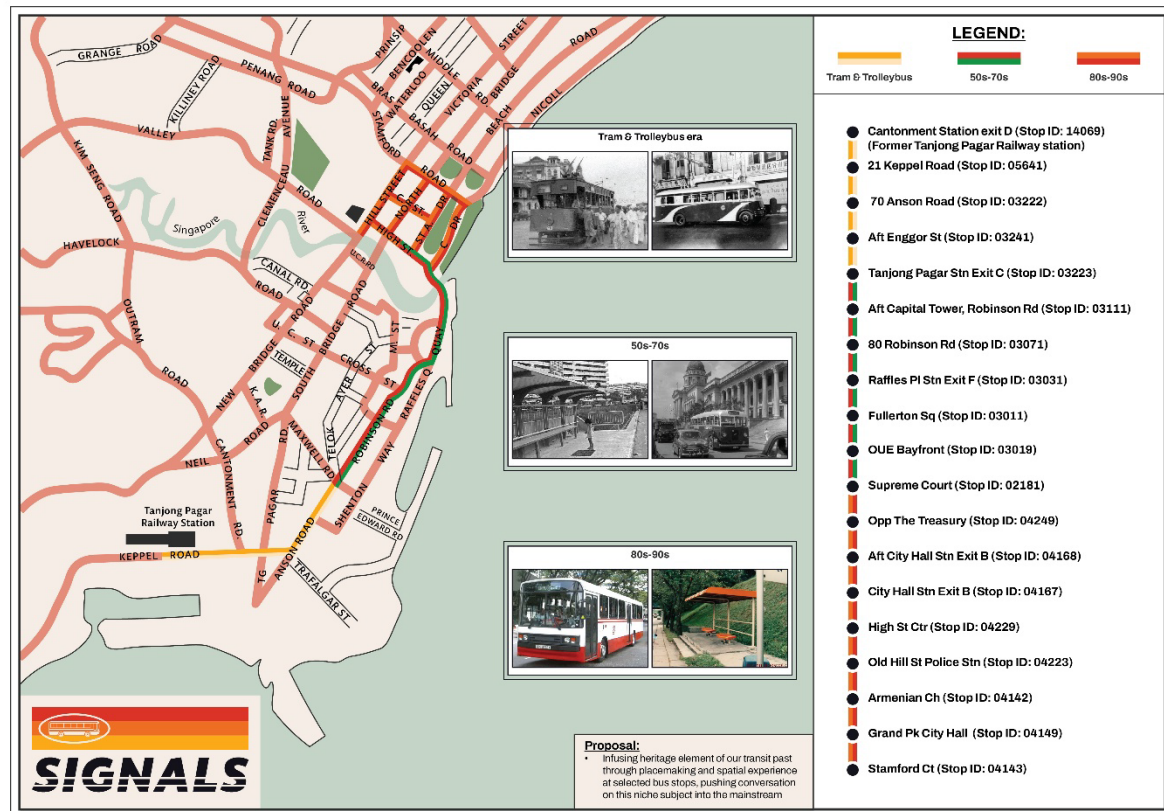 GRANGE ROAD
PENANG ROAD
KILLINEY ROAD
VALLEY
ROAD
TANK RD.
CLEMENCEAU
AVENUE
KIM SENG ROAD
HAVELOCK
ROAD
OUTRAM
ROAD
Singapore
River
CANAL RD
PRINSIP
BENCOOLEN
WATERLOO
BRAS
BASAH
ROAD
STAMFORD
ROAD
QUEEN
MIDDLE
RD.
VICTORIA
STREET
BRIDGE
ROAD
BEACH
NICOLL
HILL STREET
NORTH
C. ST.
ST A. DR
C DR
HIGH ST.
U.C.R.RD
NEW
BRIDGE
ROAD
SOUTH
BRIDGE
ROAD
U. C. ST
CROSS
ST
TEMPLE
K.A.R.
NEIL
ROAD
CANTONMENT
RD.
MAXWELL RD
TELOK
AYER
ST
M. ST
ROBINSON RD
RAFFLES Q.
QUAY
SHENTON
WAY
PRINCE
EDWARD RD
TG
PAGAR
RD.
ANSON ROAD
TRAFALGAR ST
KEPPEL ROAD
Tanjong Pagar
Railway Station
Tram & Trolleybus era
50s-70s
80s-90s
SIGNALS
Proposal:
• Infusing heritage element of our transit past
through placemaking and spatial experience
at selected bus stops, pushing conversation
on this niche subject into the mainstream
LEGEND:
Tram & Trolleybus
50s-70s
80s-90s
Cantonment Station exit D (Stop ID: 14069)
(Former Tanjong Pagar Railway station)
21 Keppel Road (Stop ID: 05641)
70 Anson Road (Stop ID: 03222)
Aft Enggor St (Stop ID: 03241)
Tanjong Pagar Stn Exit C (Stop ID: 03223)
Aft Capital Tower, Robinson Rd (Stop ID: 03111)
80 Robinson Rd (Stop ID: 03071)
Raffles Pl Stn Exit F (Stop ID: 03031)
Fullerton Sq (Stop ID: 03011)
OUE Bayfront (Stop ID: 03019)
Supreme Court (Stop ID: 02181)
Opp The Treasury (Stop ID: 04249)
Aft City Hall Stn Exit B (Stop ID: 04168)
City Hall Stn Exit B (Stop ID: 04167)
High St Ctr (Stop ID: 04229)
Old Hill St Police Stn (Stop ID: 04223)
Armenian Ch (Stop ID: 04142)
Grand Pk City Hall (Stop ID: 04149)
Stamford Ct (Stop ID: 04143)